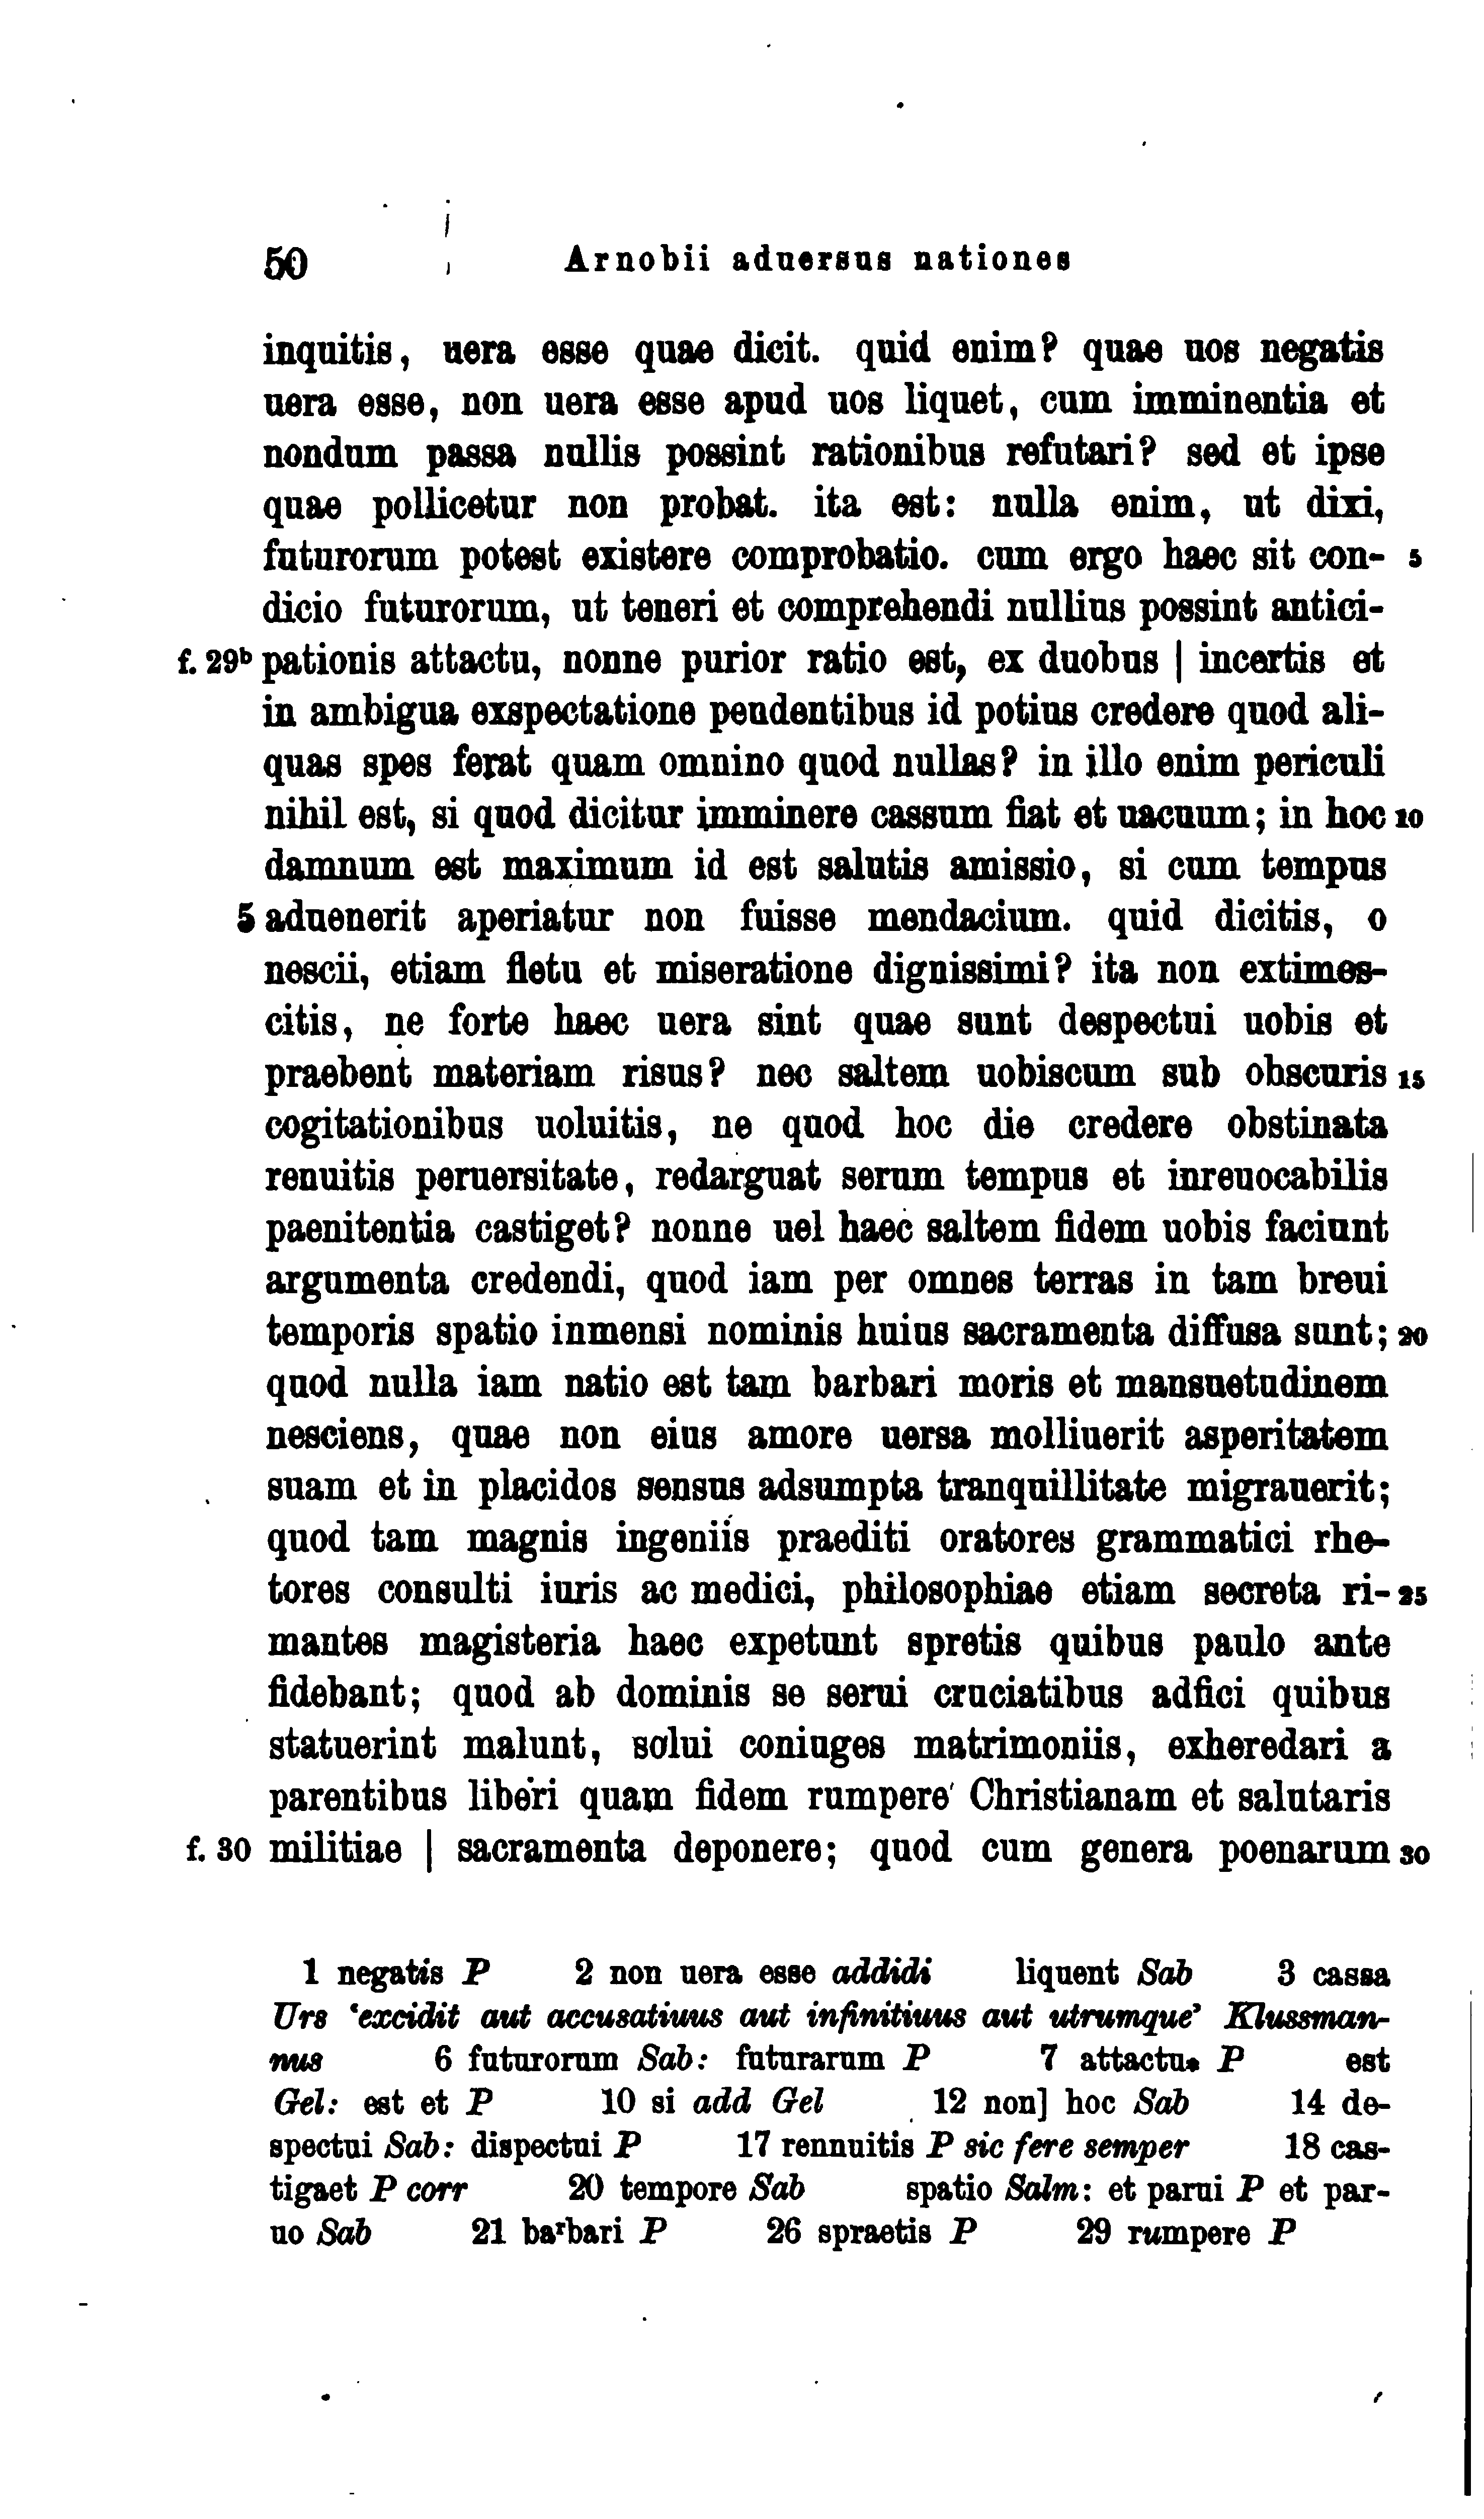 50 Arnobii aduersus nationes
inquitis, uera esse quae dicit. quid enim? quae uos negatis
uera esse, non uera esse apud uos liquet, cum imminentia et
nondum passa nullis possint rationibus refutari? sed et ipse
quae pollicetur non probat. ita est: nulla enim, ut dixi,
futurorum potest existere comprobatio. cum ergo haec sit con- 5
dicio futurorum, ut teneri et comprehendi nullius possint antici-
f. 29ᵇ pationis attactu, nonne purior ratio est, ex duobus | incertis et
in ambigua exspectatione pendentibus id potius credere quod ali-
quas spes ferat quam omnino quod nullas? in illo enim periculi
nihil est, si quod dicitur imminere cassum fiat et uacuum; in hoc 10
damnum est maximum id est salutis amissio, si cum tempus
5 aduenerit aperiatur non fuisse mendacium. quid dicitis, o
nescii, etiam fletu et miseratione dignissimi? ita non extimes-
citis, ne forte haec uera sint quae sunt despectui uobis et
praebent materiam risus? nec saltem uobiscum sub obscuris 15
cogitationibus uoluitis, ne quod hoc die credere obstinata
renuitis peruersitate, redarguat serum tempus et inreuocabilis
paenitentia castiget? nonne uel haec saltem fidem uobis faciunt
argumenta credendi, quod iam per omnes terras in tam breui
temporis spatio inmensi nominis huius sacramenta diffusa sunt; 20
quod nulla iam natio est tam barbari moris et mansuetudinem
nesciens, quae non eius amore uersa molliuerit asperitatem
suam et in placidos sensus adsumpta tranquillitate migrauerit;
quod tam magnis ingeniis praediti oratores grammatici rhe-
tores consulti iuris ac medici, philosophiae etiam secreta ri- 25
mantes magisteria haec expetunt spretis quibus paulo ante
fidebant; quod ab dominis se serui cruciatibus adfici quibus
statuerint malunt, solui coniuges matrimoniis, exheredari a
parentibus liberi quam fidem rumpere Christianam et salutaris
f. 30 militiae | sacramenta deponere; quod cum genera poenarum 30
1 negatis P 2 non uera esse addidi liquent Sab 3 cassa
Urs ‘excidit aut accusatiuus aut infinitiuus aut utrumque’ Klussman-
nus 6 futurorum Sab: futurarum P 7 attactu* P est
Gel: est et P 10 si add Gel 12 non] hoc Sab 14 de-
spectui Sab: dispectui P 17 rennuitis P sic fere semper 18 cas-
tigaet P corr 20 tempore Sab spatio Salm: et parui P et par-
uo Sab 21 baʳbari P 26 spraetis P 29 rumpere P